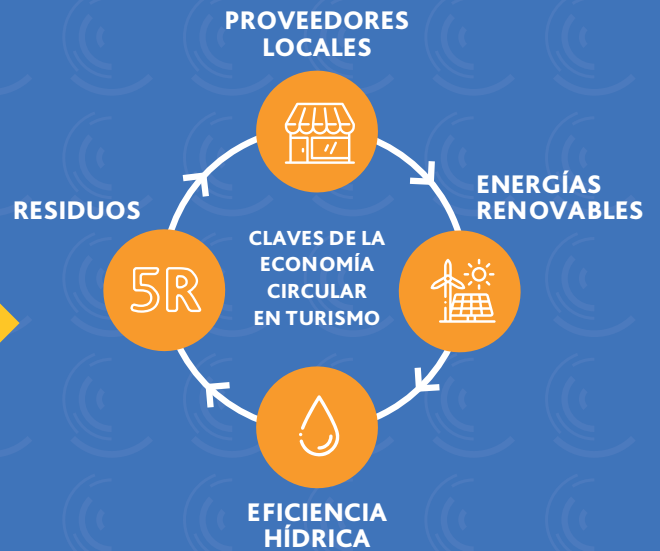 PROVEEDORES
LOCALES
ENERGÍAS
RENOVABLES
RESIDUOS
5R
CLAVES DE LA
ECONOMÍA
CIRCULAR
EN TURISMO
EFICIENCIA
HÍDRICA